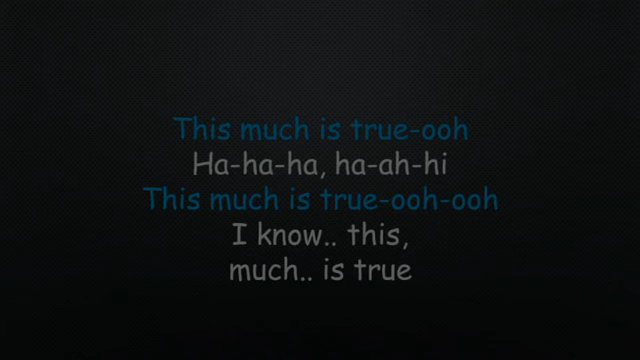 This much is true-ooh
Ha-ha-ha, ha-ah-hi
This much is true-ooh-ooh
I know.. this,
much.. is true